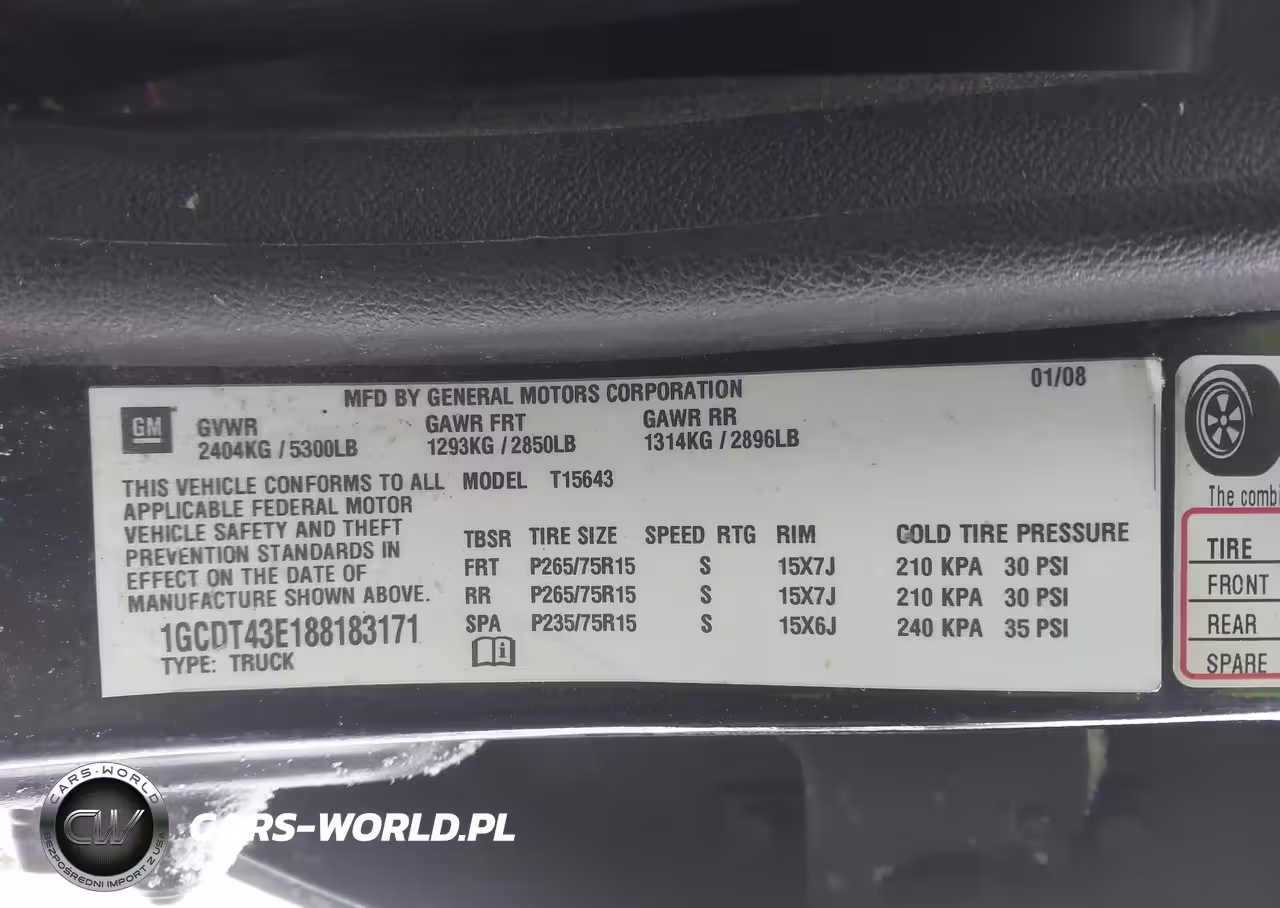 MFD BY GENERAL MOTORS CORPORATION 01/08
GM GVWR GAWR FRT GAWR RR
2404KG / 5300LB 1293KG / 2850LB 1314KG / 2896LB
THIS VEHICLE CONFORMS TO ALL
APPLICABLE FEDERAL MOTOR
VEHICLE SAFETY AND THEFT
PREVENTION STANDARDS IN
EFFECT ON THE DATE OF
MANUFACTURE SHOWN ABOVE.
1GCDT43E188183171
TYPE: TRUCK
MODEL T15643
TBSR TIRE SIZE SPEED RTG RIM COLD TIRE PRESSURE
FRT P265/75R15 S 15X7J 210 KPA 30 PSI
RR P265/75R15 S 15X7J 210 KPA 30 PSI
SPA P235/75R15 S 15X6J 240 KPA 35 PSI
i
The combi
TIRE
FRONT
REAR
SPARE
CARS-WORLD
CW
BEZPOŚREDNI IMPORT Z USA
CARS-WORLD.PL